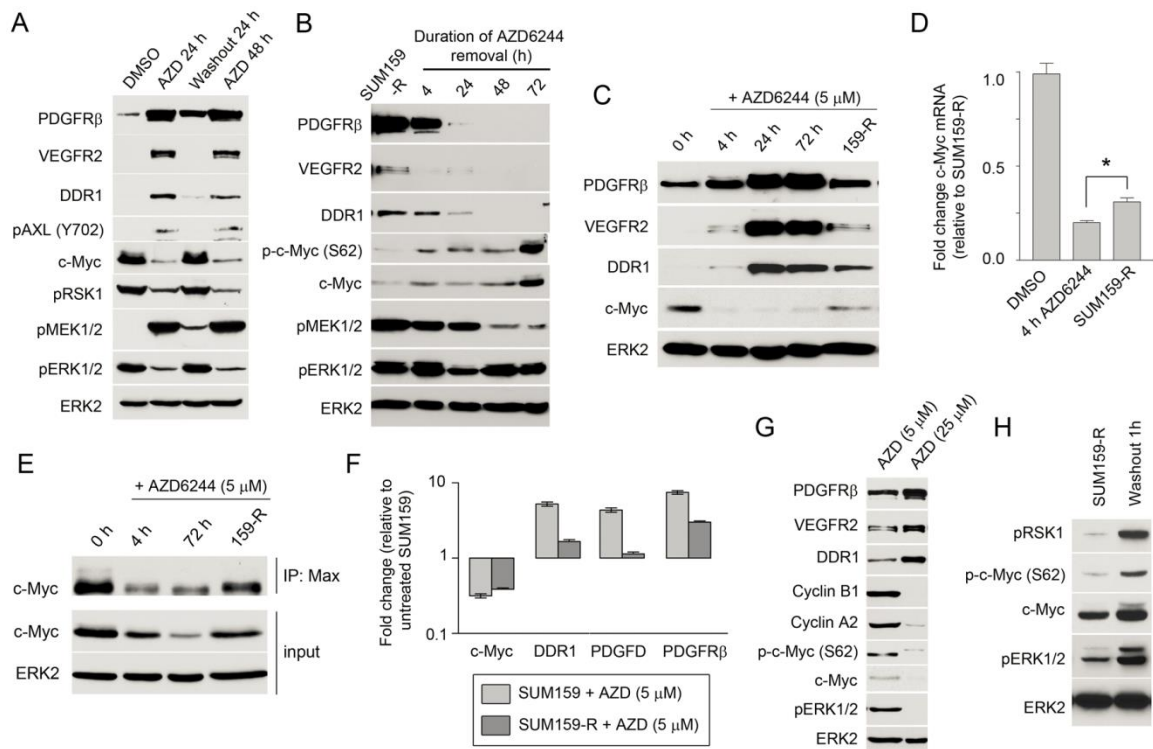 A
DMSO
AZD 24 h
Washout 24 h
AZD 48 h
PDGFRβ
VEGFR2
DDR1
pAXL (Y702)
c-Myc
pRSK1
pMEK1/2
pERK1/2
ERK2
B
SUM159
-R
Duration of AZD6244
removal (h)
4
24
48
72
PDGFRβ
VEGFR2
DDR1
p-c-Myc (S62)
c-Myc
pMEK1/2
pERK1/2
ERK2
C
+ AZD6244 (5 μM)
0 h
4 h
24 h
72 h
159-R
PDGFRβ
VEGFR2
DDR1
c-Myc
ERK2
D
Fold change c-Myc mRNA
(relative to SUM159-R)
1.0
0.5
0.0
*
DMSO
4 h AZD6244
SUM159-R
E
+ AZD6244 (5 μM)
0 h
4 h
72 h
159-R
c-Myc
IP: Max
c-Myc
ERK2
input
F
Fold change (relative to
untreated SUM159)
10
1
0.1
c-Myc
DDR1
PDGFD
PDGFRβ
SUM159 + AZD (5 μM)
SUM159-R + AZD (5 μM)
G
AZD (5 μM)
AZD (25 μM)
PDGFRβ
VEGFR2
DDR1
Cyclin B1
Cyclin A2
p-c-Myc (S62)
c-Myc
pERK1/2
ERK2
H
SUM159-R
Washout 1h
pRSK1
p-c-Myc (S62)
c-Myc
pERK1/2
ERK2